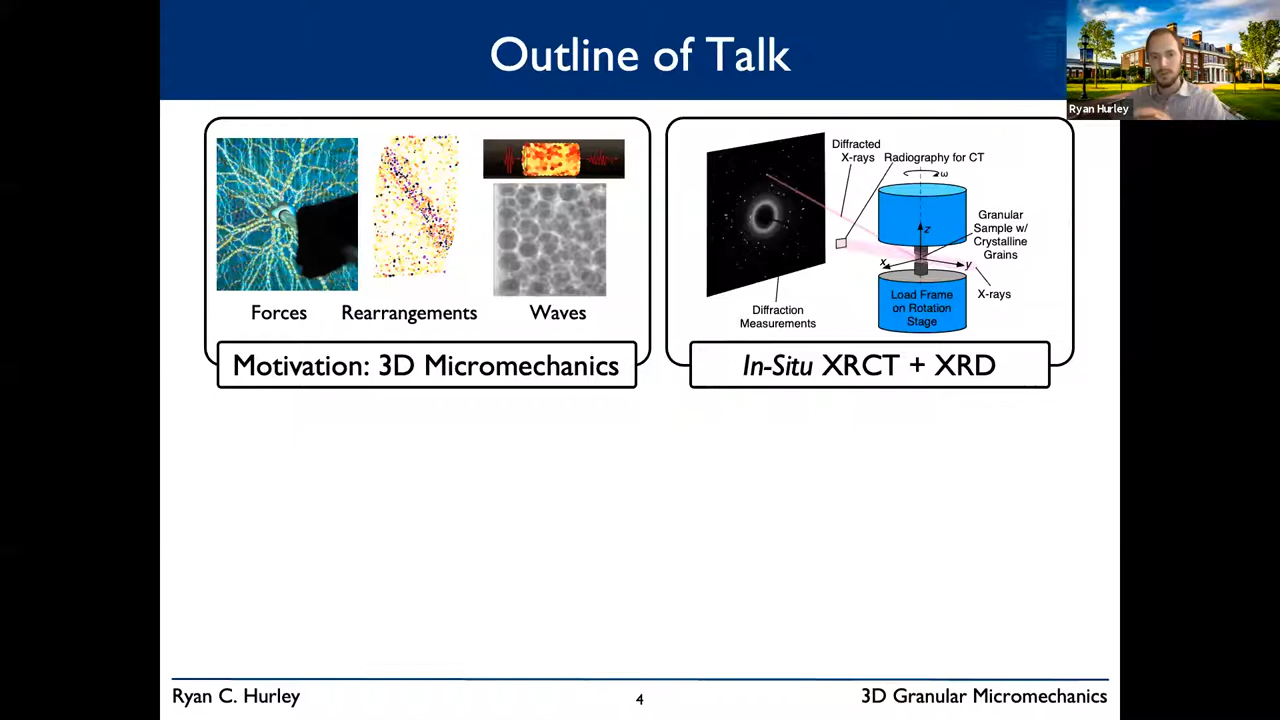 Outline of Talk
Ryan Hurley
Forces
Rearrangements
Waves
Motivation: 3D Micromechanics
Diffracted
X-rays
Radiography for CT
ω
Granular
Sample w/
Crystalline
Grains
z
x
y
X-rays
Load Frame
on Rotation
Stage
Diffraction
Measurements
In-Situ XRCT + XRD
Ryan C. Hurley
4
3D Granular Micromechanics